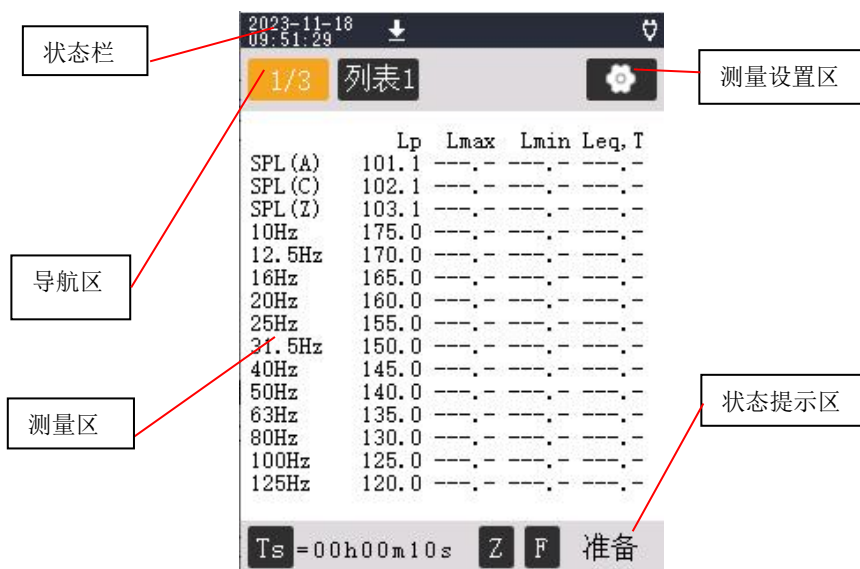 2023-11-18
09:51:29
状态栏
1/3 列表1
测量设置区
Lp Lmax Lmin Leq,T
SPL(A) 101.1 ---.- ---.- ---.-
SPL(C) 102.1 ---.- ---.- ---.-
SPL(Z) 103.1 ---.- ---.- ---.-
10Hz 175.0 ---.- ---.- ---.-
12.5Hz 170.0 ---.- ---.- ---.-
导航区
16Hz 165.0 ---.- ---.- ---.-
20Hz 160.0 ---.- ---.- ---.-
25Hz 155.0 ---.- ---.- ---.-
31.5Hz 150.0 ---.- ---.- ---.-
40Hz 145.0 ---.- ---.- ---.-
50Hz 140.0 ---.- ---.- ---.-
状态提示区
63Hz 135.0 ---.- ---.- ---.-
测量区
80Hz 130.0 ---.- ---.- ---.-
100Hz 125.0 ---.- ---.- ---.-
125Hz 120.0 ---.- ---.- ---.-
Ts =00h00m10s Z F 准备